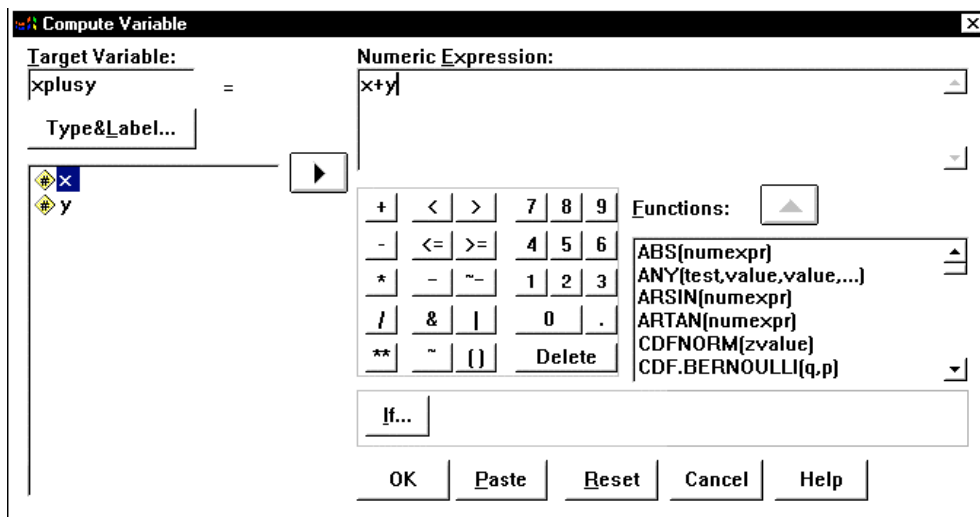 Compute Variable
Target Variable:
xplusy
=
Type&Label...
x
y
Numeric Expression:
x+y
+ < > 7 8 9
- <= >= 4 5 6
* − ~− 1 2 3
/ & | 0 .
** ~ () Delete
Functions:
ABS(numexpr)
ANY(test,value,value,...)
ARSIN(numexpr)
ARTAN(numexpr)
CDFNORM(zvalue)
CDF.BERNOULLI(q,p)
If...
OK Paste Reset Cancel Help